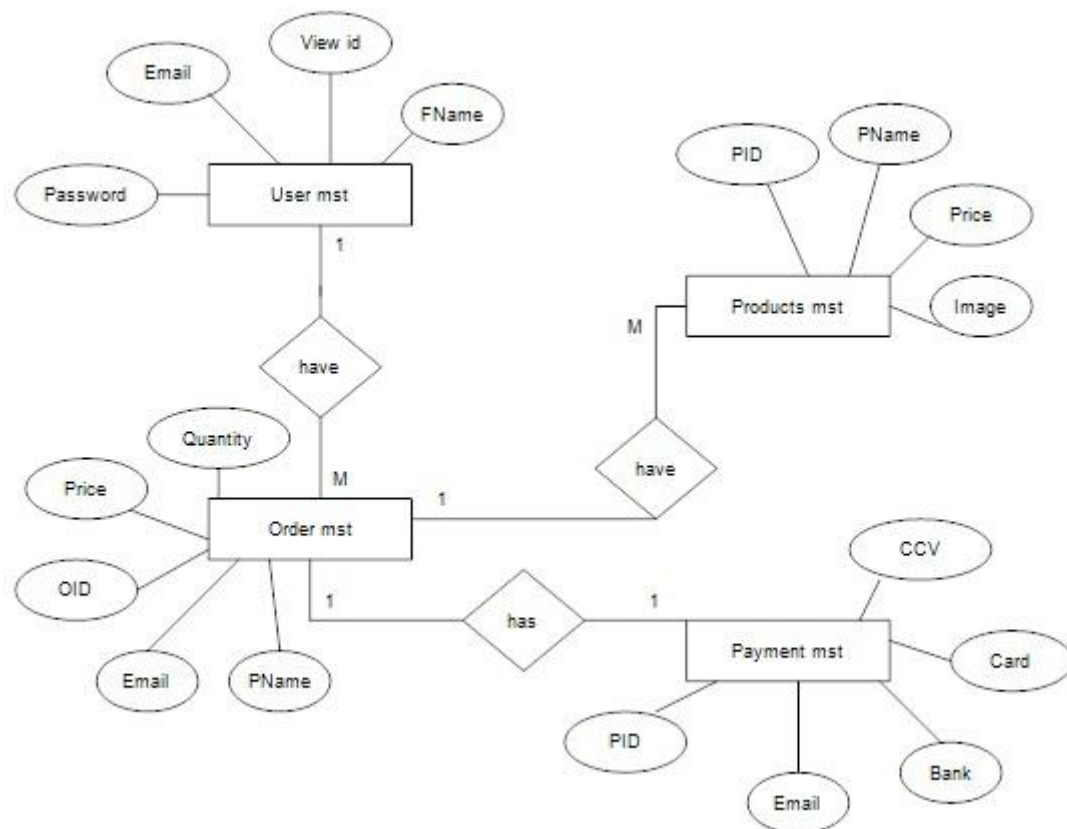 View id
Email
FName
Password
User mst
1
PID
PName
Price
Image
Products mst
M
have
Quantity
M
Price
1
have
Order mst
OID
CCV
1
has
1
Payment mst
Card
Email
PName
PID
Bank
Email